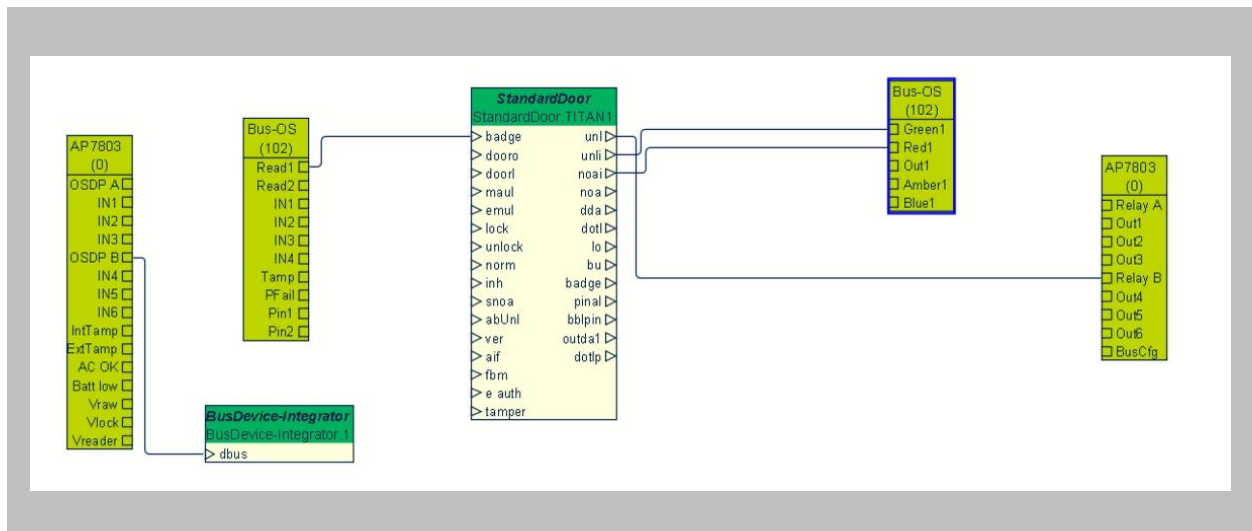 AP7803
(0)
OSDP A
IN1
IN2
IN3
OSDP B
IN4
IN5
IN6
IntTamp
ExtTamp
AC OK
Batt low
Vraw
Vlock
Vreader
Bus-OS
(102)
Read1
Read2
IN1
IN2
IN3
IN4
Tamp
PFail
Pin1
Pin2
BusDevice-Integrator
BusDevice-Integrator.1
dbus
StandardDoor
StandardDoor.TITAN1
badge unl
dooro unli
doorl noai
maul noa
emul dda
lock dotl
unlock lo
norm bu
inh badge
snoa pinal
abUnl bblpin
ver outda1
aif dotlp
fbm
e auth
tamper
Bus-OS
(102)
Green1
Red1
Out1
Amber1
Blue1
AP7803
(0)
Relay A
Out1
Out2
Out3
Relay B
Out4
Out5
Out6
BusCfg